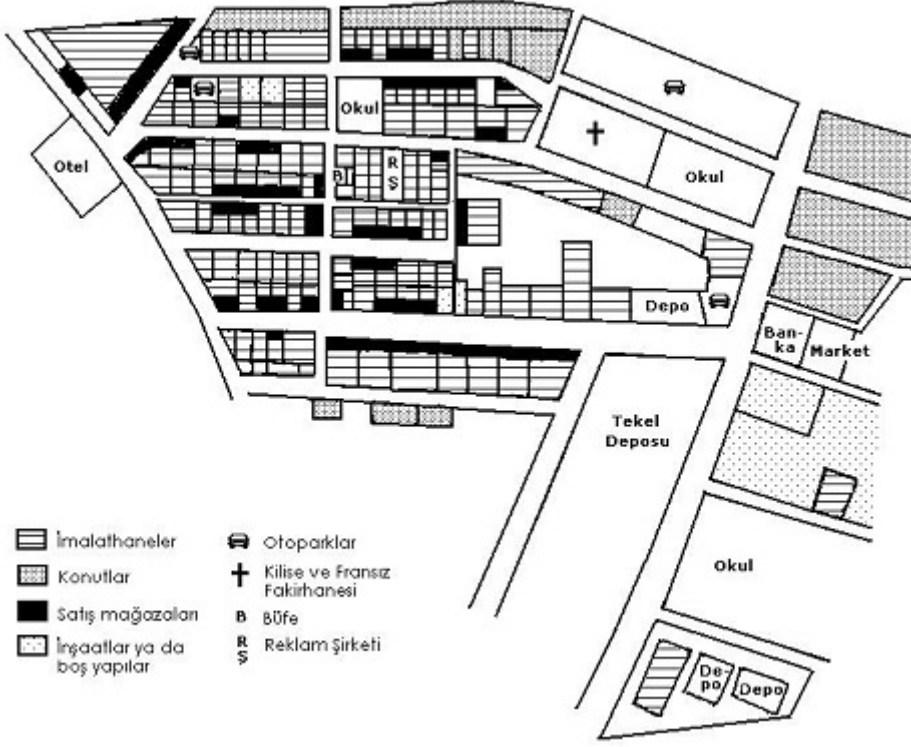 Okul
Otel
B
R
Ş
Okul
Depo
Ban-
ka
Market
Tekel
Deposu
Okul
De-
po
Depo
İmalathaneler
Konutlar
Satış mağazaları
İnşaatlar ya da
boş yapılar
Otoparklar
Kilise ve Fransız
Fakirhanesi
B Büfe
R
Ş Reklam Şirketi